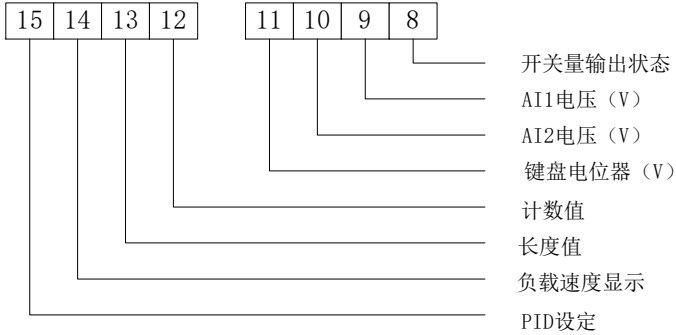 15 14 13 12 11 10 9 8
开关量输出状态
AI1电压（V）
AI2电压（V）
键盘电位器（V）
计数值
长度值
负载速度显示
PID设定